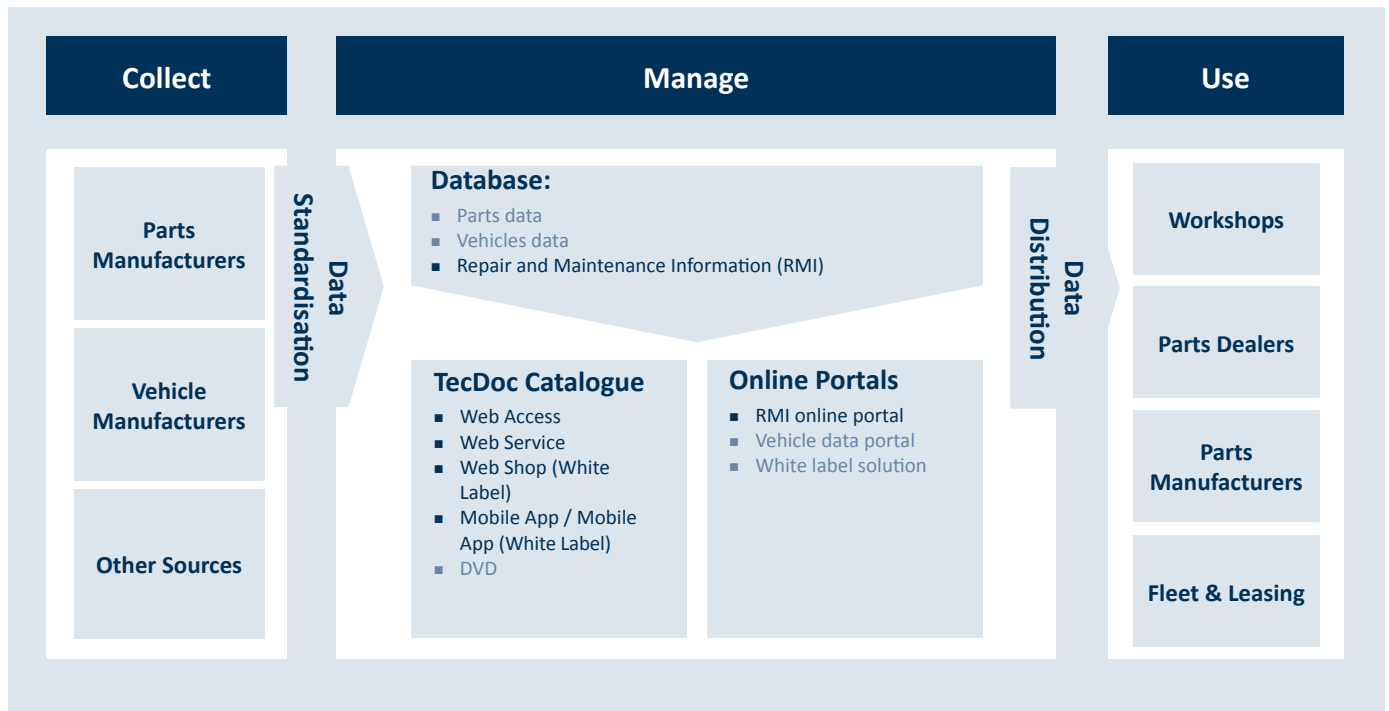 Collect
Manage
Use
Parts
Manufacturers
Vehicle
Manufacturers
Other Sources
Data
Standardisation
Database:
■ Parts data
■ Vehicles data
■ Repair and Maintenance Information (RMI)
TecDoc Catalogue
■ Web Access
■ Web Service
■ Web Shop (White
Label)
■ Mobile App / Mobile
App (White Label)
■ DVD
Online Portals
■ RMI online portal
■ Vehicle data portal
■ White label solution
Data
Distribution
Workshops
Parts Dealers
Parts
Manufacturers
Fleet & Leasing